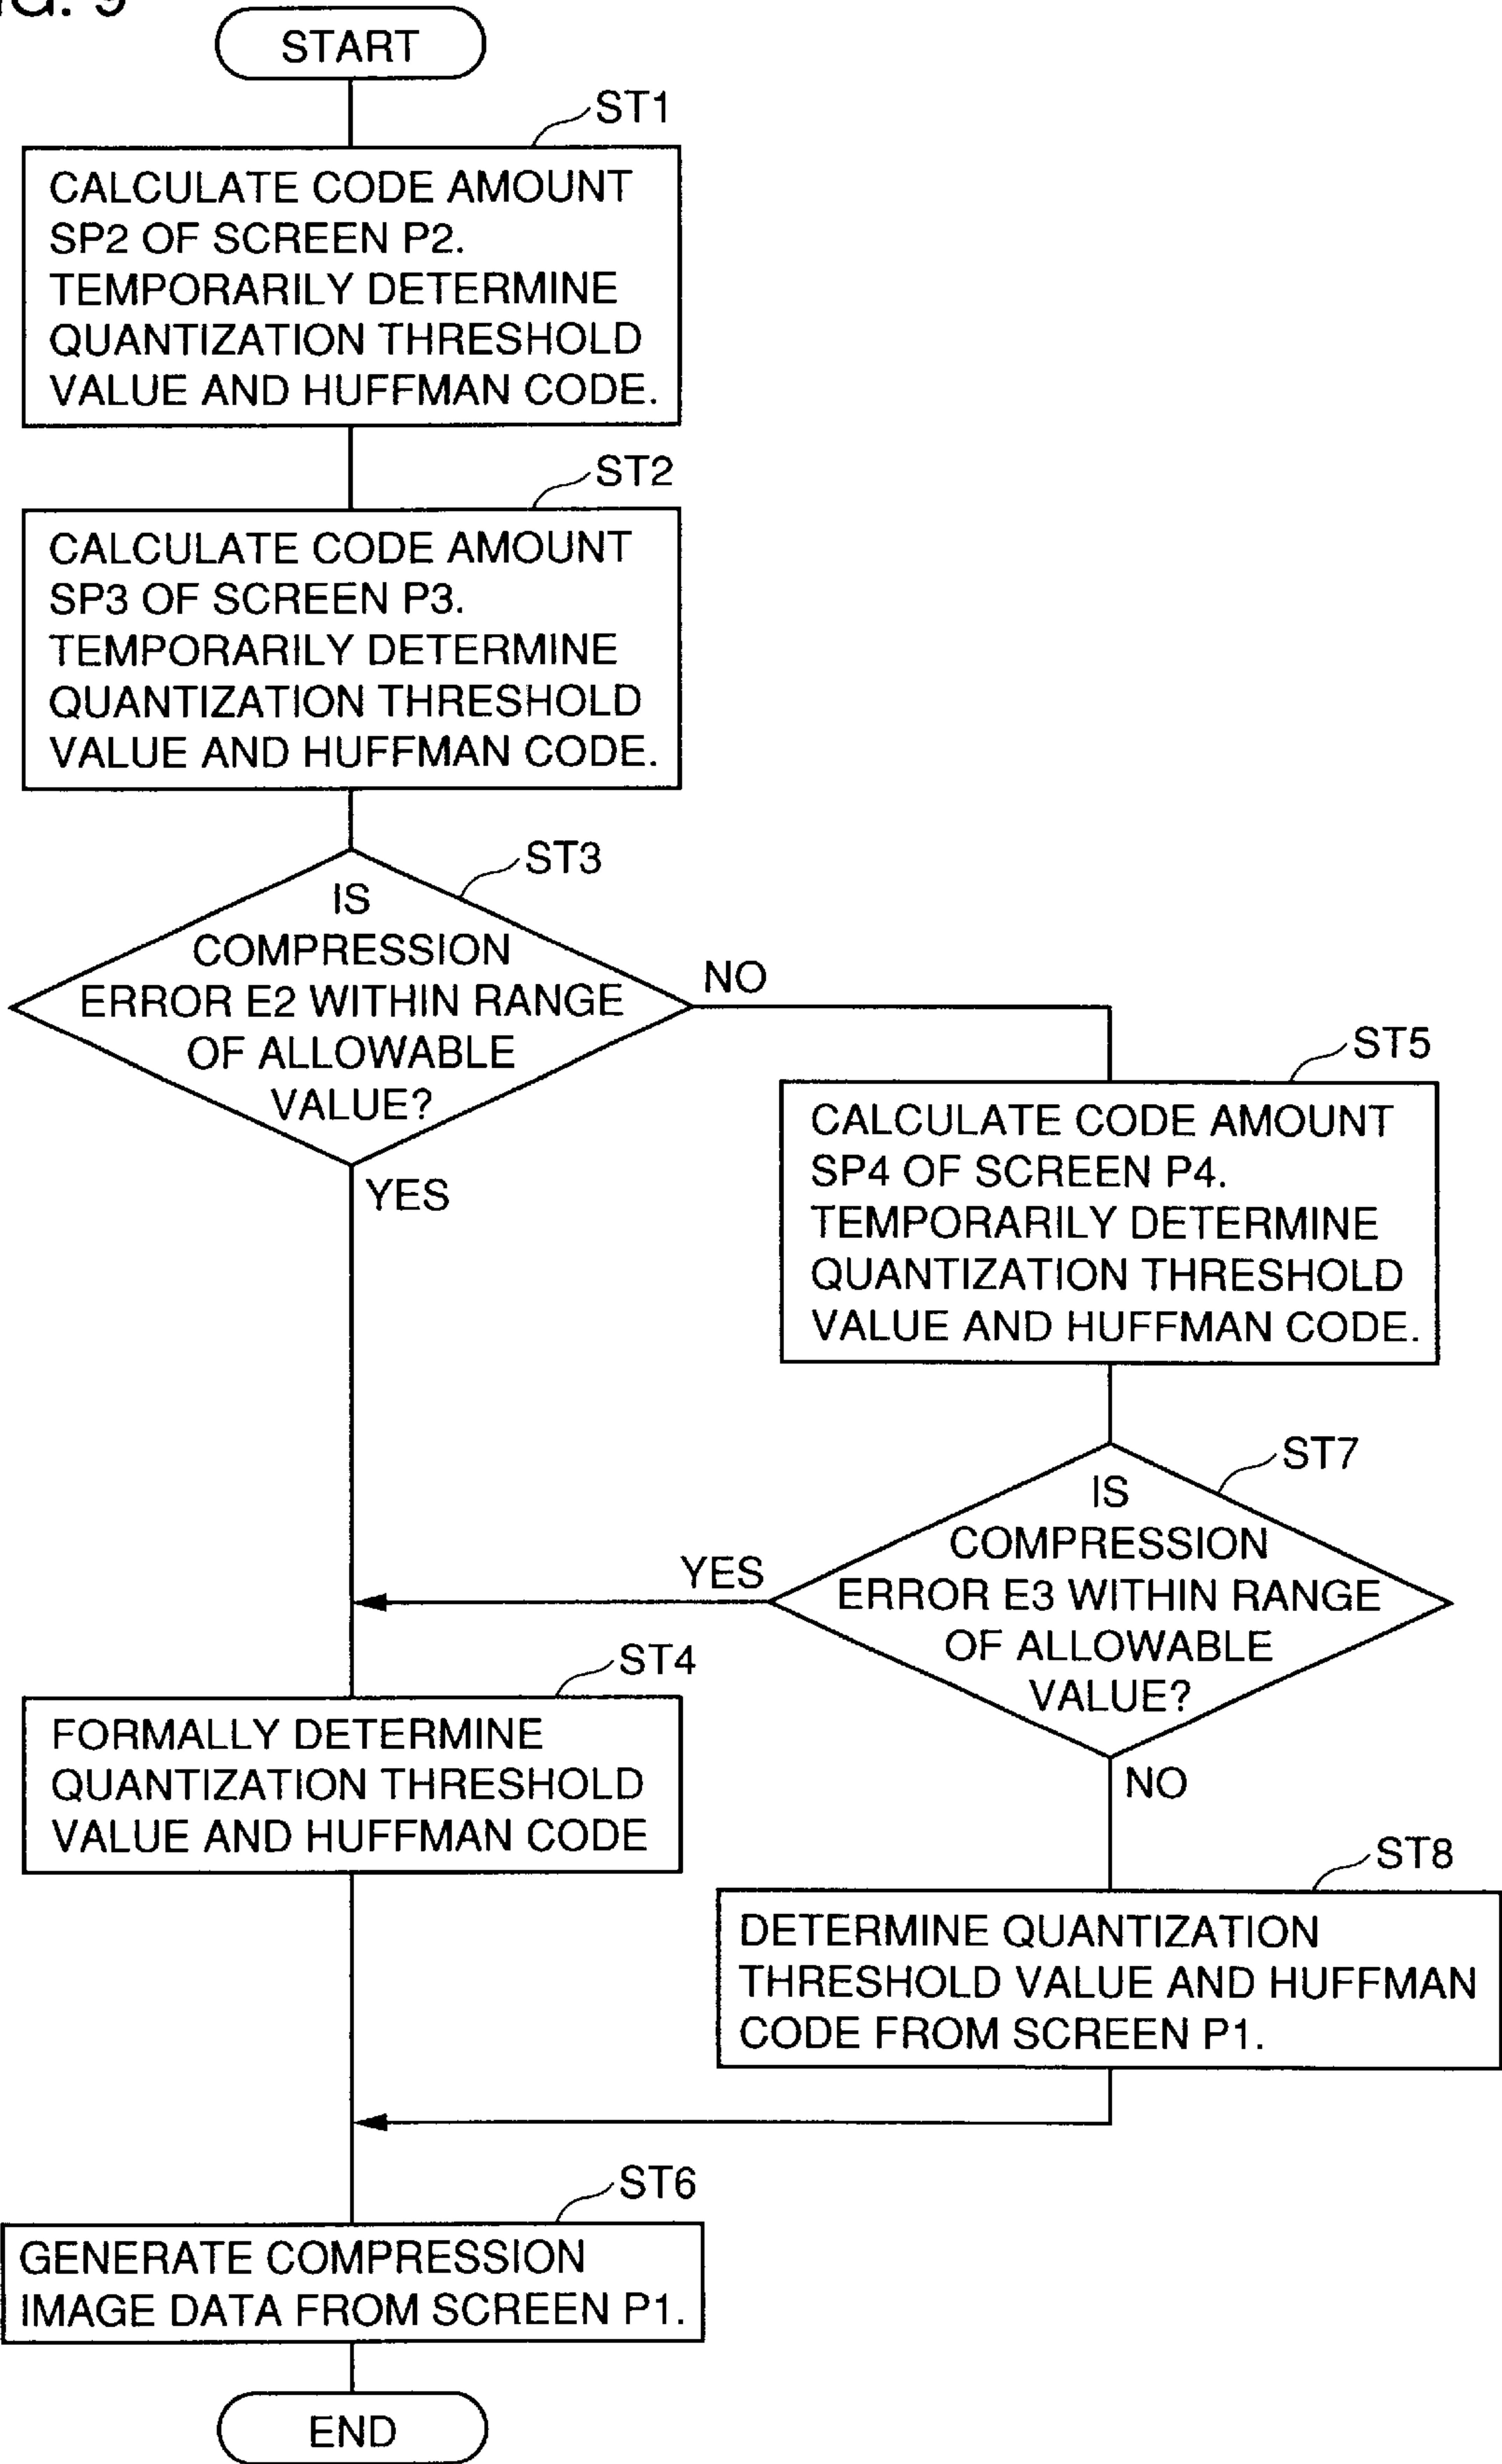 FIG. 9
START
ST1
CALCULATE CODE AMOUNT
SP2 OF SCREEN P2.
TEMPORARILY DETERMINE
QUANTIZATION THRESHOLD
VALUE AND HUFFMAN CODE.
ST2
CALCULATE CODE AMOUNT
SP3 OF SCREEN P3.
TEMPORARILY DETERMINE
QUANTIZATION THRESHOLD
VALUE AND HUFFMAN CODE.
ST3
IS
COMPRESSION
ERROR E2 WITHIN RANGE
OF ALLOWABLE
VALUE?
NO
YES
ST5
CALCULATE CODE AMOUNT
SP4 OF SCREEN P4.
TEMPORARILY DETERMINE
QUANTIZATION THRESHOLD
VALUE AND HUFFMAN CODE.
ST7
IS
COMPRESSION
ERROR E3 WITHIN RANGE
OF ALLOWABLE
VALUE?
YES
NO
ST4
FORMALLY DETERMINE
QUANTIZATION THRESHOLD
VALUE AND HUFFMAN CODE
ST8
DETERMINE QUANTIZATION
THRESHOLD VALUE AND HUFFMAN
CODE FROM SCREEN P1.
ST6
GENERATE COMPRESSION
IMAGE DATA FROM SCREEN P1.
END